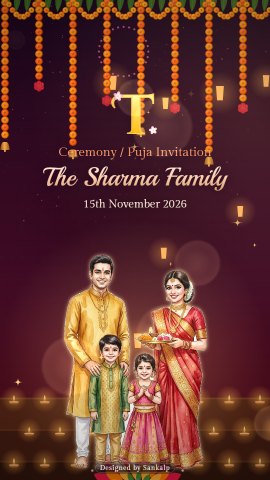 T
Ceremony / Puja Invitation
The Sharma Family
15th November 2026
Designed by Sankalp